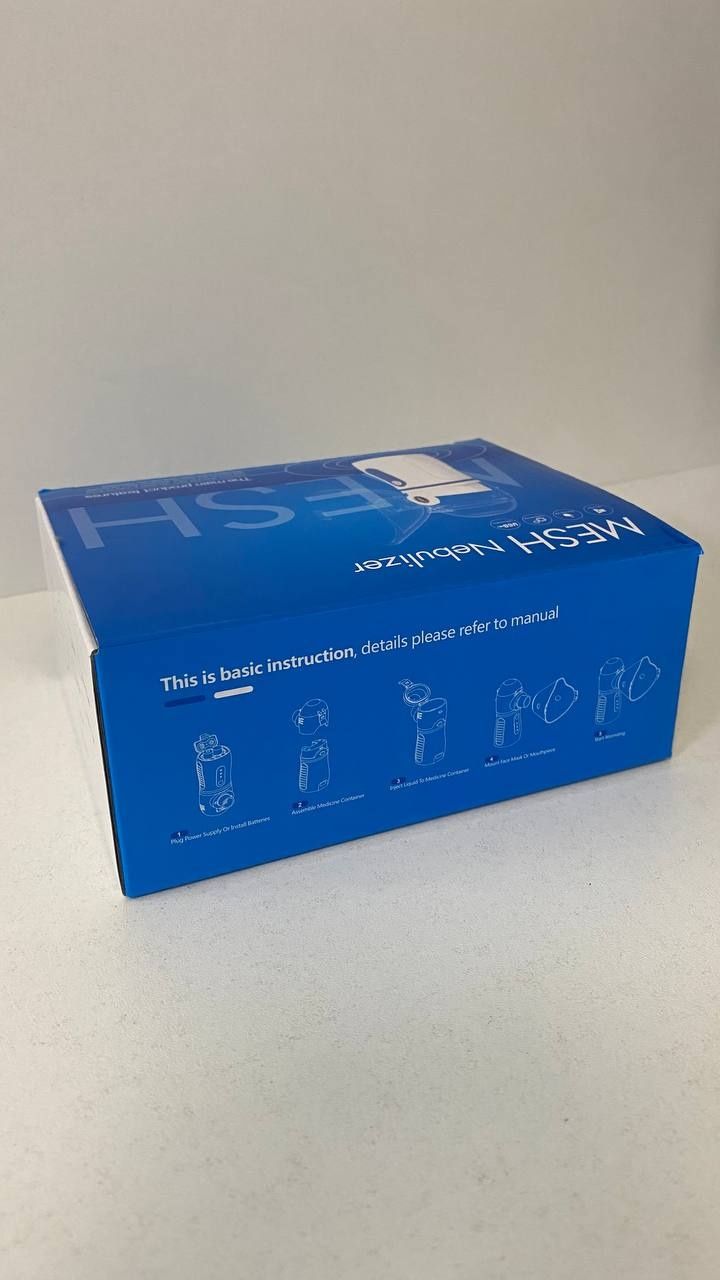 The main product features
MESH
MESH Nebulizer
USB
This is basic instruction, details please refer to manual
1
Plug Power Supply Or Install Batteries
2
Assemble Medicine Container
3
Inject Liquid To Medicine Container
4
Mount Face Mask Or Mouthpiece
5
Start Atomizing